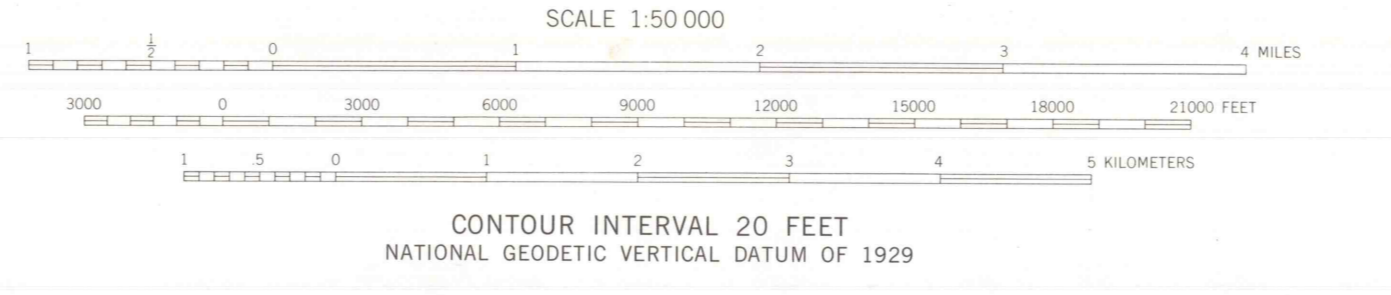 SCALE 1:50 000
1 ½ 0 1 2 3 4 MILES
3000 0 3000 6000 9000 12000 15000 18000 21000 FEET
1 .5 0 1 2 3 4 5 KILOMETERS
CONTOUR INTERVAL 20 FEET
NATIONAL GEODETIC VERTICAL DATUM OF 1929